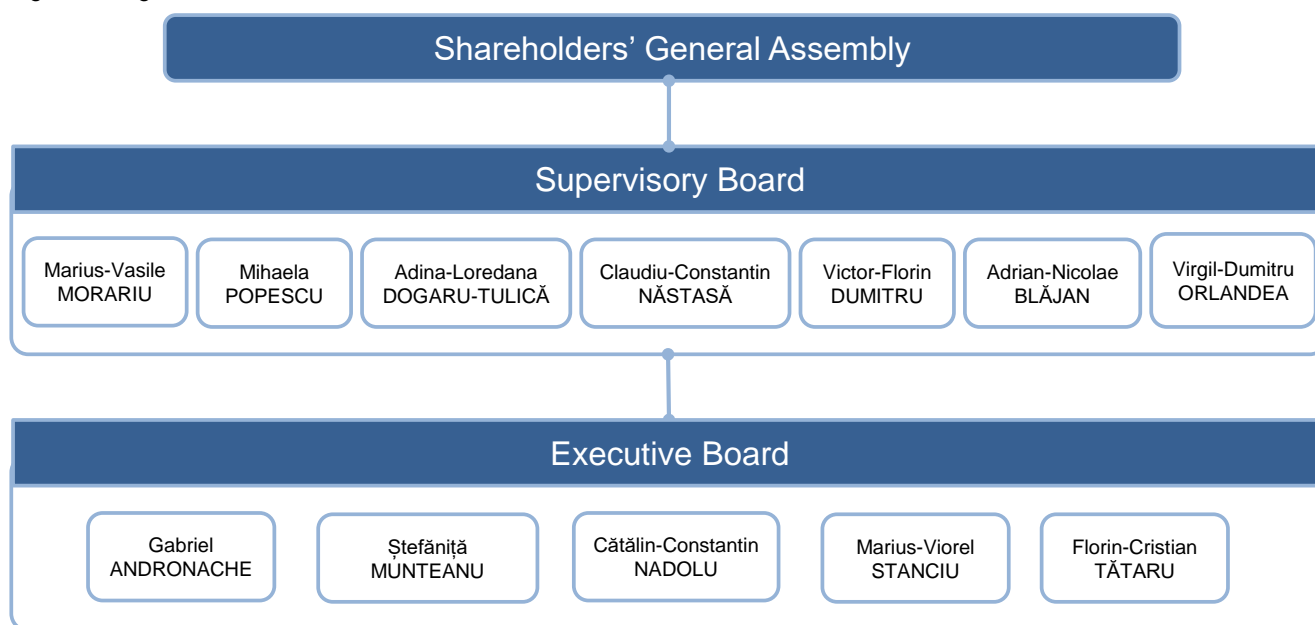 Shareholders’ General Assembly
Supervisory Board
Marius-Vasile
MORARIU
Mihaela
POPESCU
Adina-Loredana
DOGARU-TULICĂ
Claudiu-Constantin
NĂSTASĂ
Victor-Florin
DUMITRU
Adrian-Nicolae
BLĂJAN
Virgil-Dumitru
ORLANDEA
Executive Board
Gabriel
ANDRONACHE
Ștefăniță
MUNTEANU
Cătălin-Constantin
NADOLU
Marius-Viorel
STANCIU
Florin-Cristian
TĂTARU